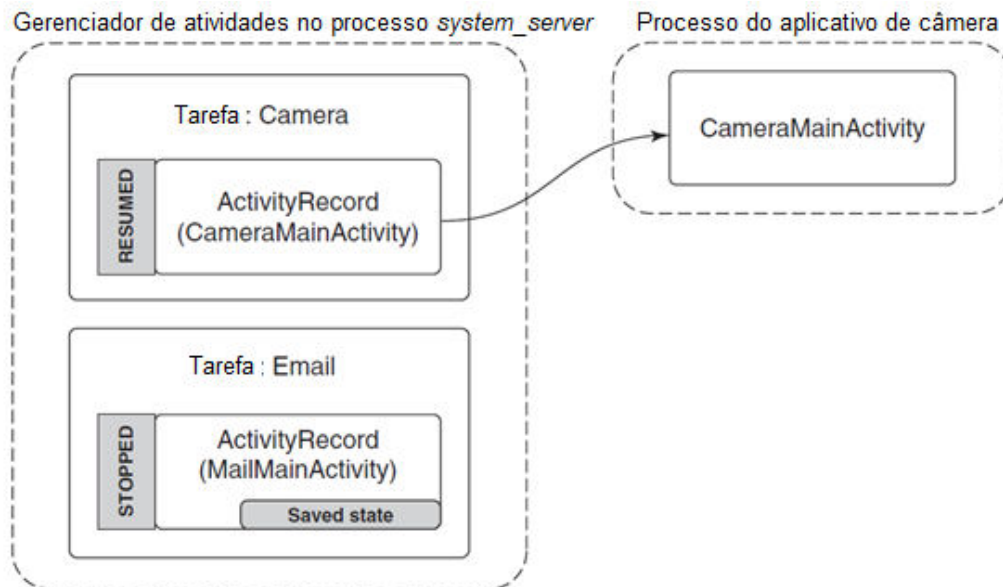 Gerenciador de atividades no processo system_server
Processo do aplicativo de câmera
Tarefa : Camera
RESUMED
ActivityRecord
(CameraMainActivity)
CameraMainActivity
Tarefa : Email
STOPPED
ActivityRecord
(MailMainActivity)
Saved state